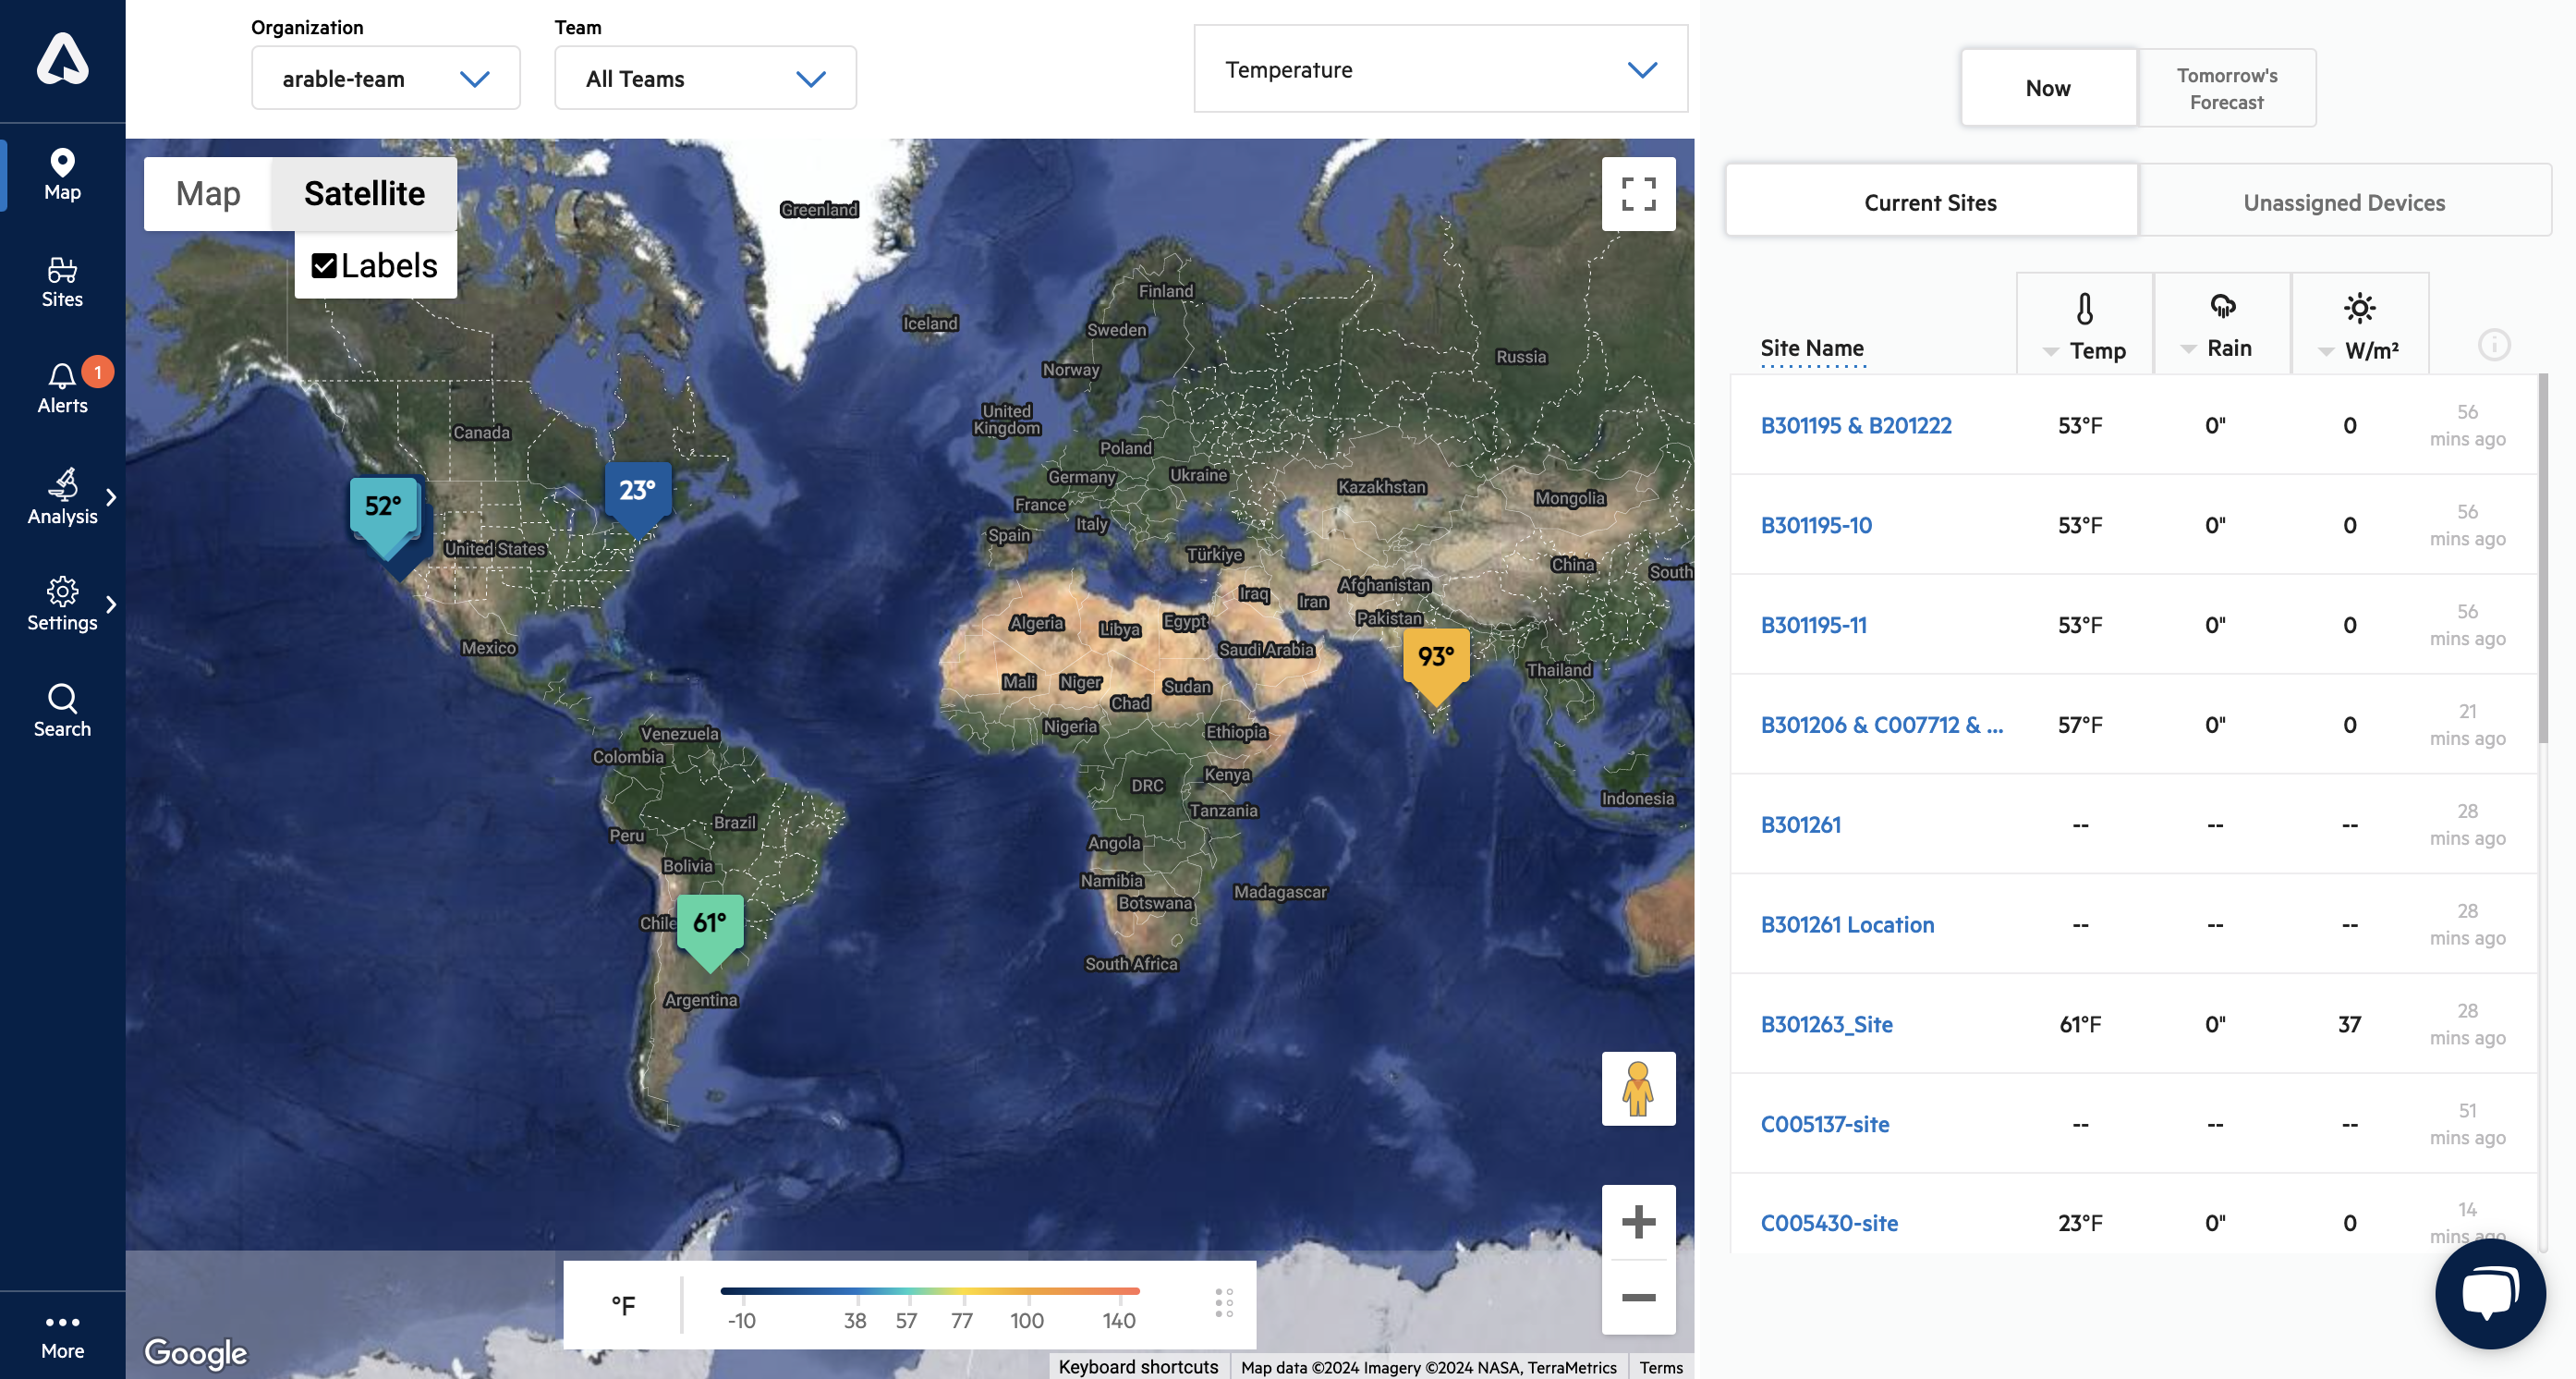 Organization
Team
arable-team
All Teams
Temperature
Now
Tomorrow's
Forecast
Map
Sites
1
Alerts
Analysis
Settings
Search
More
Map
Satellite
Labels
Greenland
Iceland
Finland
Sweden
Norway
Russia
United
Kingdom
Canada
Poland
Germany
Ukraine
Kazakhstan
Mongolia
France
Italy
Spain
Türkiye
United States
China
South
Afghanistan
Iraq
Iran
Pakistan
Algeria
Libya
Egypt
Saudi Arabia
Mexico
Mali
Niger
Sudan
Chad
Thailand
Nigeria
Ethiopia
Venezuela
Colombia
Kenya
DRC
Indonesia
Tanzania
Brazil
Peru
Angola
Bolivia
Namibia
Botswana
Madagascar
Chile
South Africa
Argentina
52°
23°
93°
61°
°F
-10
38
57
77
100
140
Google
Keyboard shortcuts
Map data ©2024 Imagery ©2024 NASA, TerraMetrics
Terms
Current Sites
Unassigned Devices
Site Name
Temp
Rain
W/m²
B301195 & B201222 53°F 0" 0 56
mins ago
B301195-10 53°F 0" 0 56
mins ago
B301195-11 53°F 0" 0 56
mins ago
B301206 & C007712 & ... 57°F 0" 0 21
mins ago
B301261 -- -- -- 28
mins ago
B301261 Location -- -- -- 28
mins ago
B301263_Site 61°F 0" 37 28
mins ago
C005137-site -- -- -- 51
mins ago
C005430-site 23°F 0" 0 14
mins ago